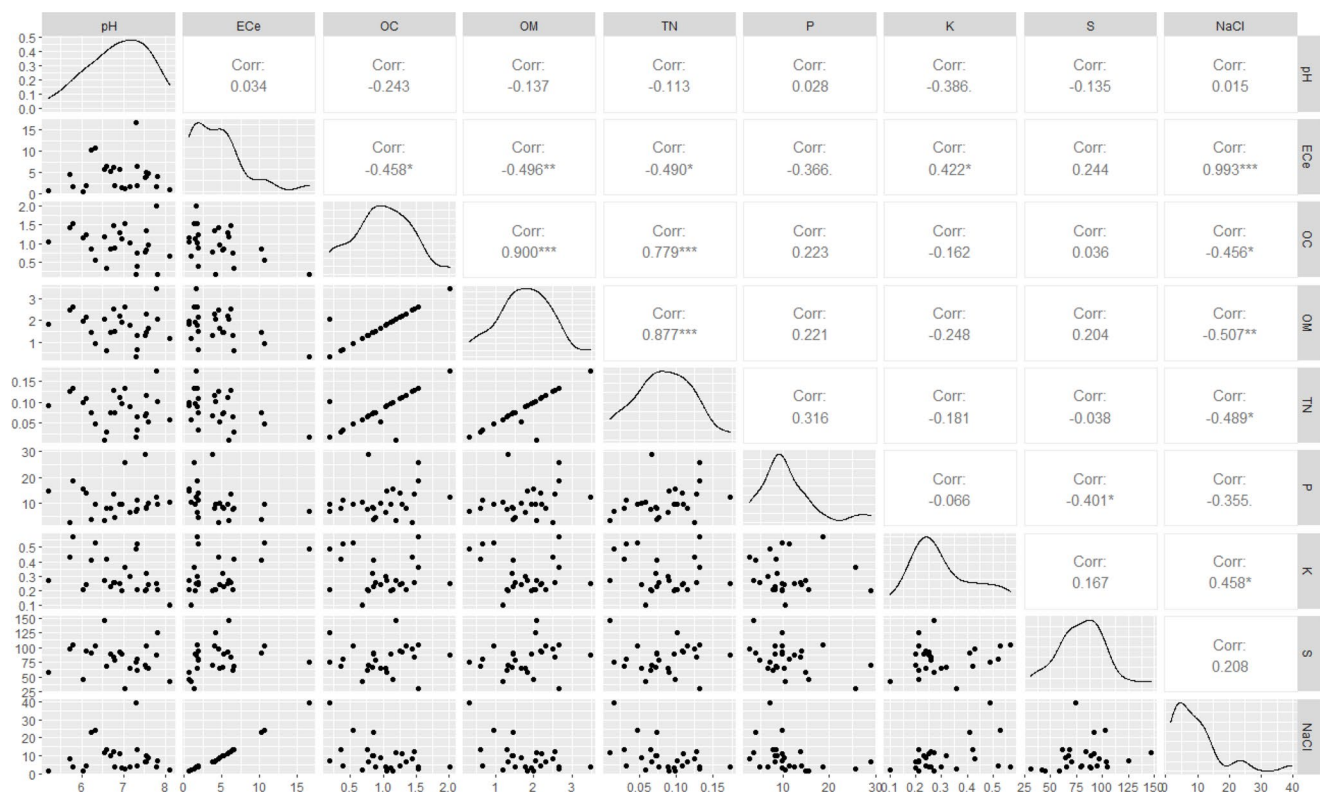 pH ECe OC OM TN P K S NaCl
0.5
0.4
0.3
0.2
0.1
0.0
Corr: Corr: Corr: Corr: Corr: Corr: Corr: Corr:
0.034 -0.243 -0.137 -0.113 0.028 -0.386. -0.135 0.015
pH
15
10
5
0
Corr: Corr: Corr: Corr: Corr: Corr: Corr:
-0.458* -0.496** -0.490* -0.366. 0.422* 0.244 0.993***
ECe
2.0
1.5
1.0
0.5
Corr: Corr: Corr: Corr: Corr: Corr:
0.900*** 0.779*** 0.223 -0.162 0.036 -0.456*
OC
3
2
1
Corr: Corr: Corr: Corr: Corr:
0.877*** 0.221 -0.248 0.204 -0.507**
OM
0.15
0.10
0.05
Corr: Corr: Corr: Corr:
0.316 -0.181 -0.038 -0.489*
TN
30
20
10
Corr: Corr: Corr:
-0.066 -0.401* -0.355.
P
0.5
0.4
0.3
0.2
0.1
Corr: Corr:
0.167 0.458*
K
150
125
100
75
50
25
Corr:
0.208
S
40
30
20
10
0
NaCl
6 7 8 0 5 10 15 0.5 1.0 1.5 2.0 1 2 3 0.05 0.10 0.15 10 20 30 0.1 0.2 0.3 0.4 0.5 25 50 75 100 125 150 0 10 20 30 40